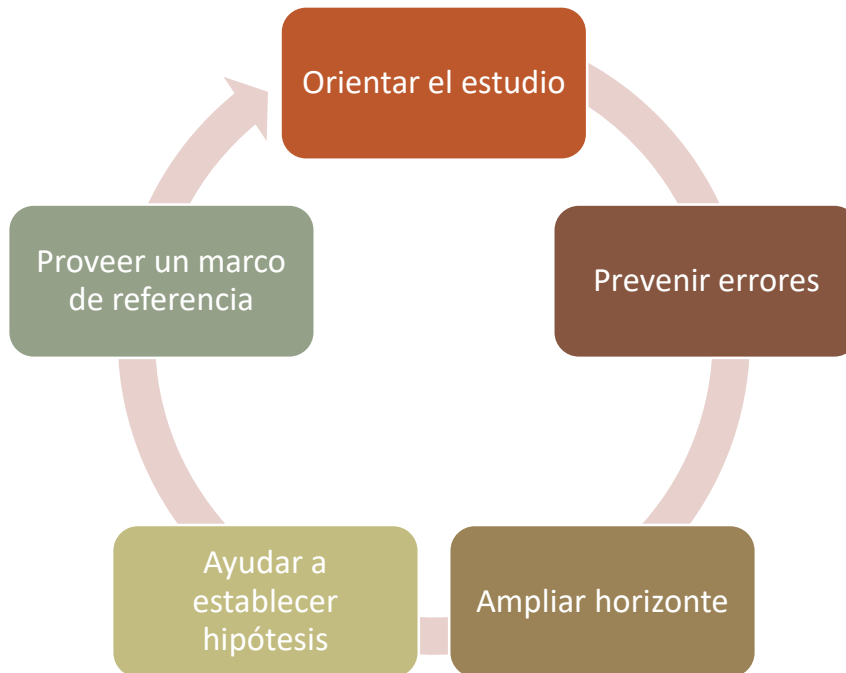 Orientar el estudio
Prevenir errores
Ampliar horizonte
Ayudar a
establecer
hipótesis
Proveer un marco
de referencia